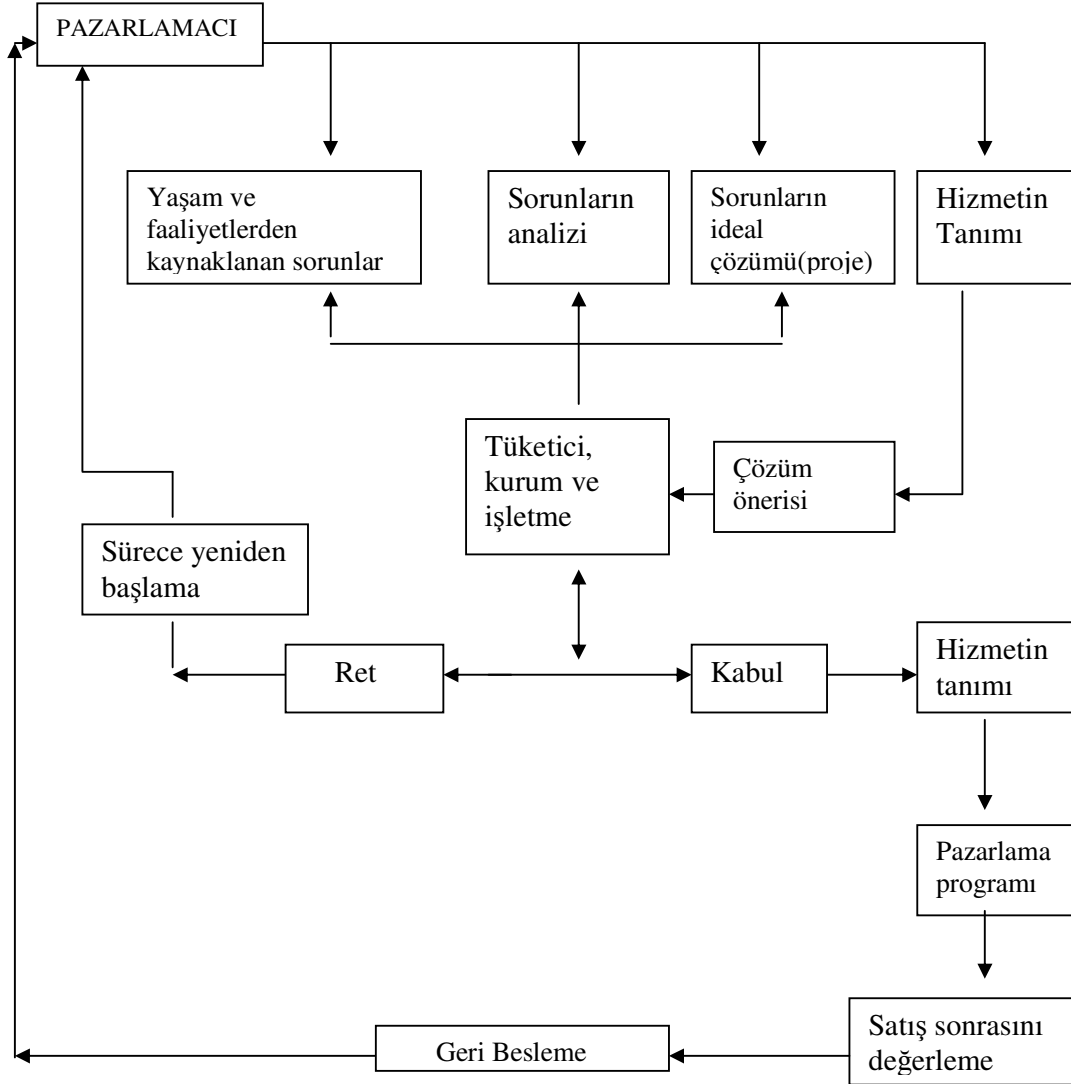 PAZARLAMACI
Yaşam ve
faaliyetlerden
kaynaklanan sorunlar
Sorunların
analizi
Sorunların
ideal
çözümü(proje)
Hizmetin
Tanımı
Tüketici,
kurum ve
işletme
Çözüm
önerisi
Sürece yeniden
başlama
Ret
Kabul
Hizmetin
tanımı
Pazarlama
programı
Satış sonrasını
değerleme
Geri Besleme